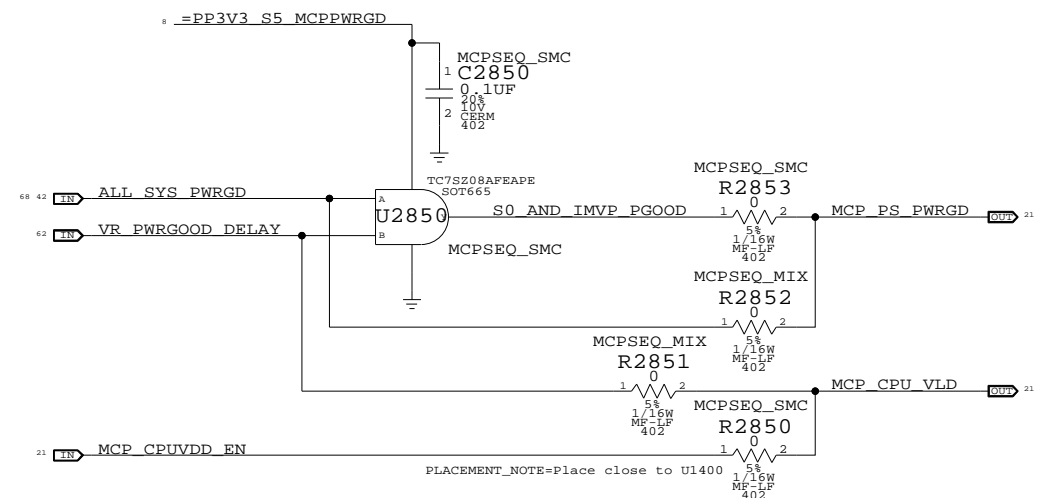 8 =PP3V3_S5_MCPPWRGD
MCPSEQ_SMC
1 C2850
0.1UF
20%
10V
2 CERM
402
TC7SZ08AFEAPE
SOT665
MCPSEQ_SMC
R2853
0
68 42 IN ALL_SYS_PWRGD
A
U2850 Y
S0_AND_IMVP_PGOOD 1 2 MCP_PS_PWRGD OUT 21
62 IN VR_PWRGOOD_DELAY
B
5%
1/16W
MF-LF
402
MCPSEQ_SMC
MCPSEQ_MIX
R2852
0
1 2
5%
1/16W
MF-LF
402
MCPSEQ_MIX
R2851
0
1 2 MCP_CPU_VLD OUT 21
5%
1/16W
MF-LF
402
MCPSEQ_SMC
R2850
0
21 IN MCP_CPUVDD_EN 1 2
PLACEMENT_NOTE=Place close to U1400
5%
1/16W
MF-LF
402